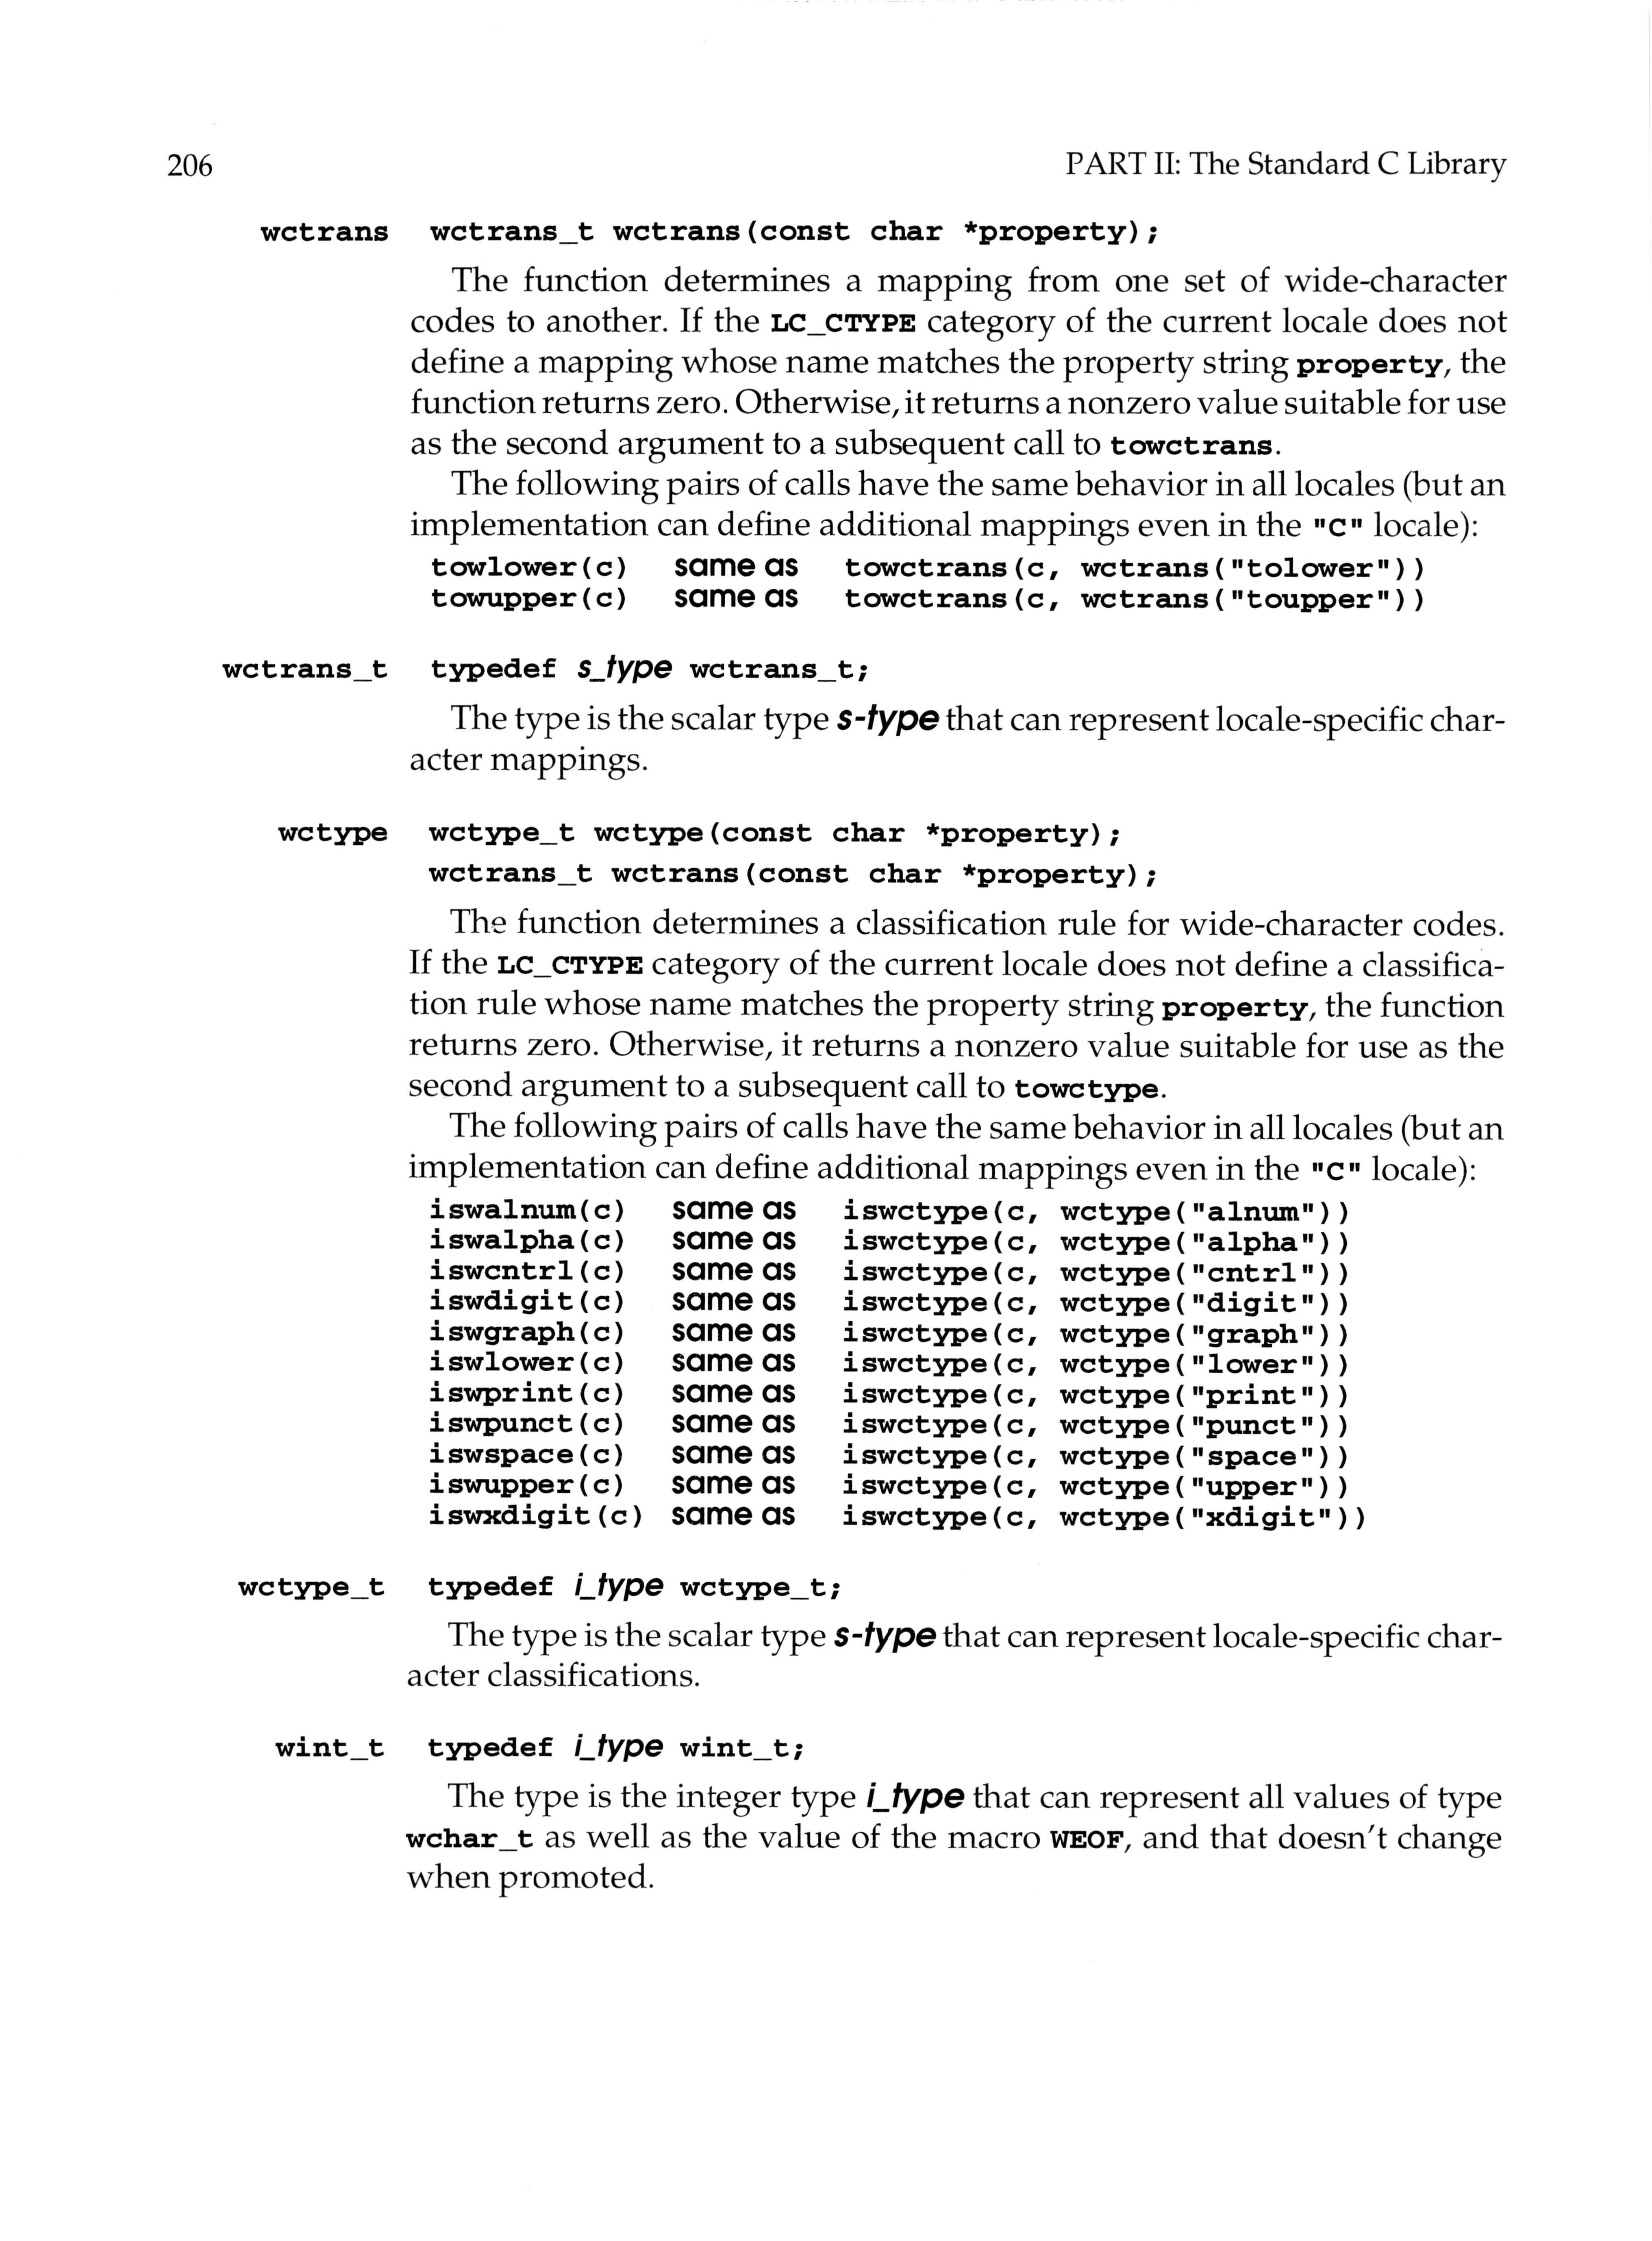 206 PART II: The Standard C Library
wctrans wctrans_t wctrans(const char *property);
The function determines a mapping from one set of wide-character
codes to another. If the LC_CTYPE category of the current locale does not
define a mapping whose name matches the property string property, the
function returns zero. Otherwise, it returns a nonzero value suitable for use
as the second argument to a subsequent call to towctrans.
The following pairs of calls have the same behavior in all locales (but an
implementation can define additional mappings even in the "C" locale):
towlower(c) same as towctrans(c, wctrans("tolower"))
towupper(c) same as towctrans(c, wctrans("toupper"))
wctrans_t typedef s_type wctrans_t;
The type is the scalar type s-type that can represent locale-specific char-
acter mappings.
wctype wctype_t wctype(const char *property);
wctrans_t wctrans(const char *property);
The function determines a classification rule for wide-character codes.
If the LC_CTYPE category of the current locale does not define a classifica-
tion rule whose name matches the property string property, the function
returns zero. Otherwise, it returns a nonzero value suitable for use as the
second argument to a subsequent call to towctype.
The following pairs of calls have the same behavior in all locales (but an
implementation can define additional mappings even in the "C" locale):
iswalnum(c) same as iswctype(c, wctype("alnum"))
iswalpha(c) same as iswctype(c, wctype("alpha"))
iswcntrl(c) same as iswctype(c, wctype("cntrl"))
iswdigit(c) same as iswctype(c, wctype("digit"))
iswgraph(c) same as iswctype(c, wctype("graph"))
iswlower(c) same as iswctype(c, wctype("lower"))
iswprint(c) same as iswctype(c, wctype("print"))
iswpunct(c) same as iswctype(c, wctype("punct"))
iswspace(c) same as iswctype(c, wctype("space"))
iswupper(c) same as iswctype(c, wctype("upper"))
iswxdigit(c) same as iswctype(c, wctype("xdigit"))
wctype_t typedef i_type wctype_t;
The type is the scalar type s-type that can represent locale-specific char-
acter classifications.
wint_t typedef i_type wint_t;
The type is the integer type i_type that can represent all values of type
wchar_t as well as the value of the macro WEOF, and that doesn't change
when promoted.